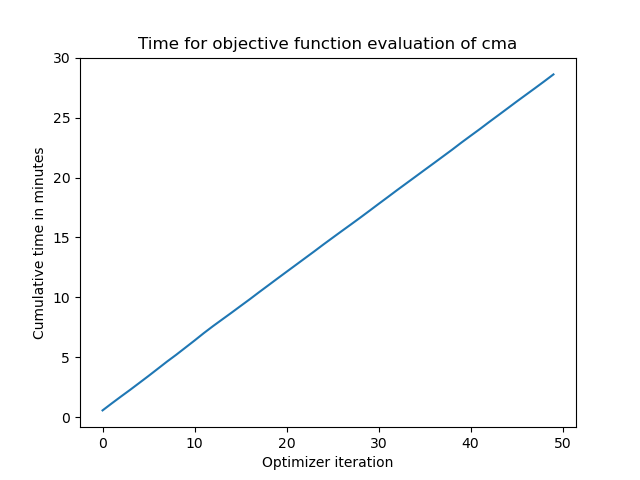 Time for objective function evaluation of cma
Cumulative time in minutes
30
25
20
15
10
5
0
0 10 20 30 40 50
Optimizer iteration